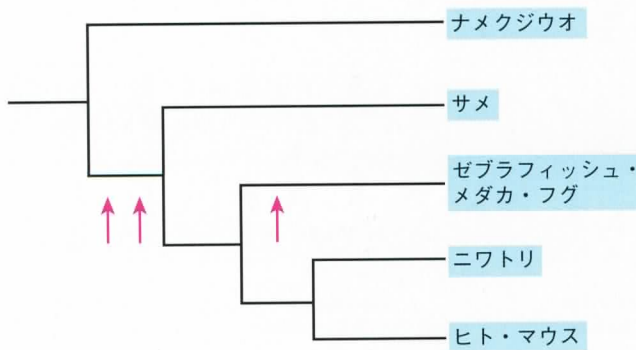 ナメクジウオ
サメ
ゼブラフィッシュ・
メダカ・フグ
ニワトリ
ヒト・マウス